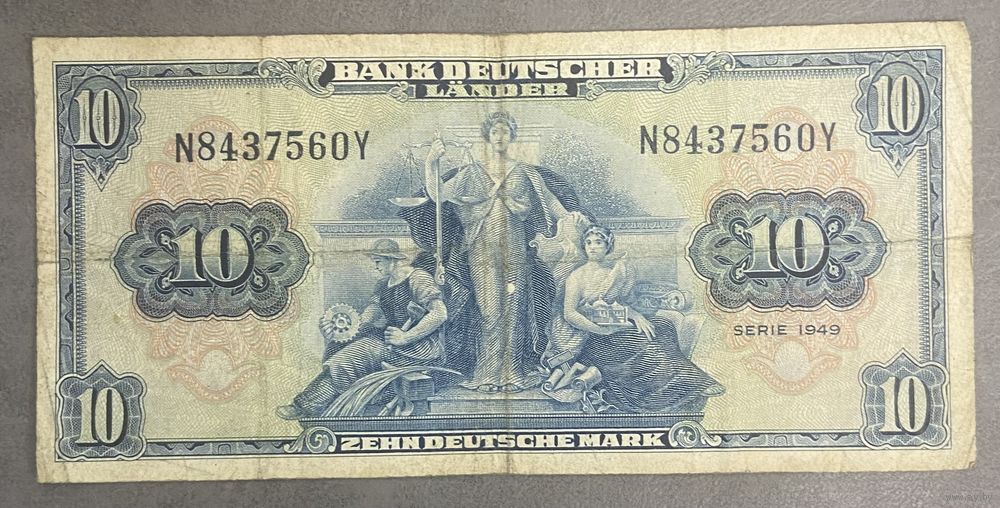 BANK DEUTSCHER
LÄNDER
10 10
N8437560Y N8437560Y
10 10
SERIE 1949
10 10
ZEHN DEUTSCHE MARK